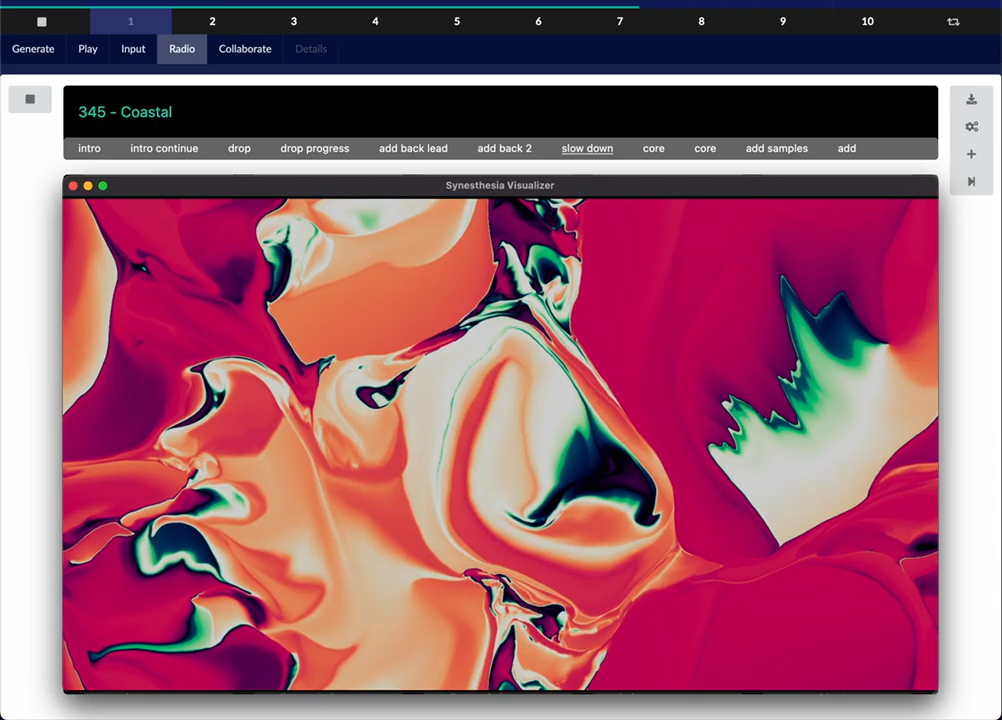 1 2 3 4 5 6 7 8 9 10
Generate Play Input Radio Collaborate Details
345 - Coastal
intro intro continue drop drop progress add back lead add back 2 slow down core core add samples add
Synesthesia Visualizer